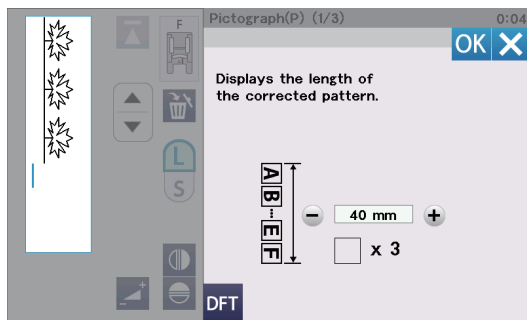 F
Pictograph(P) (1/3)
0:04
OK
Displays the length of
the corrected pattern.
L
S
A
B
E
F
40 mm
x 3
DFT